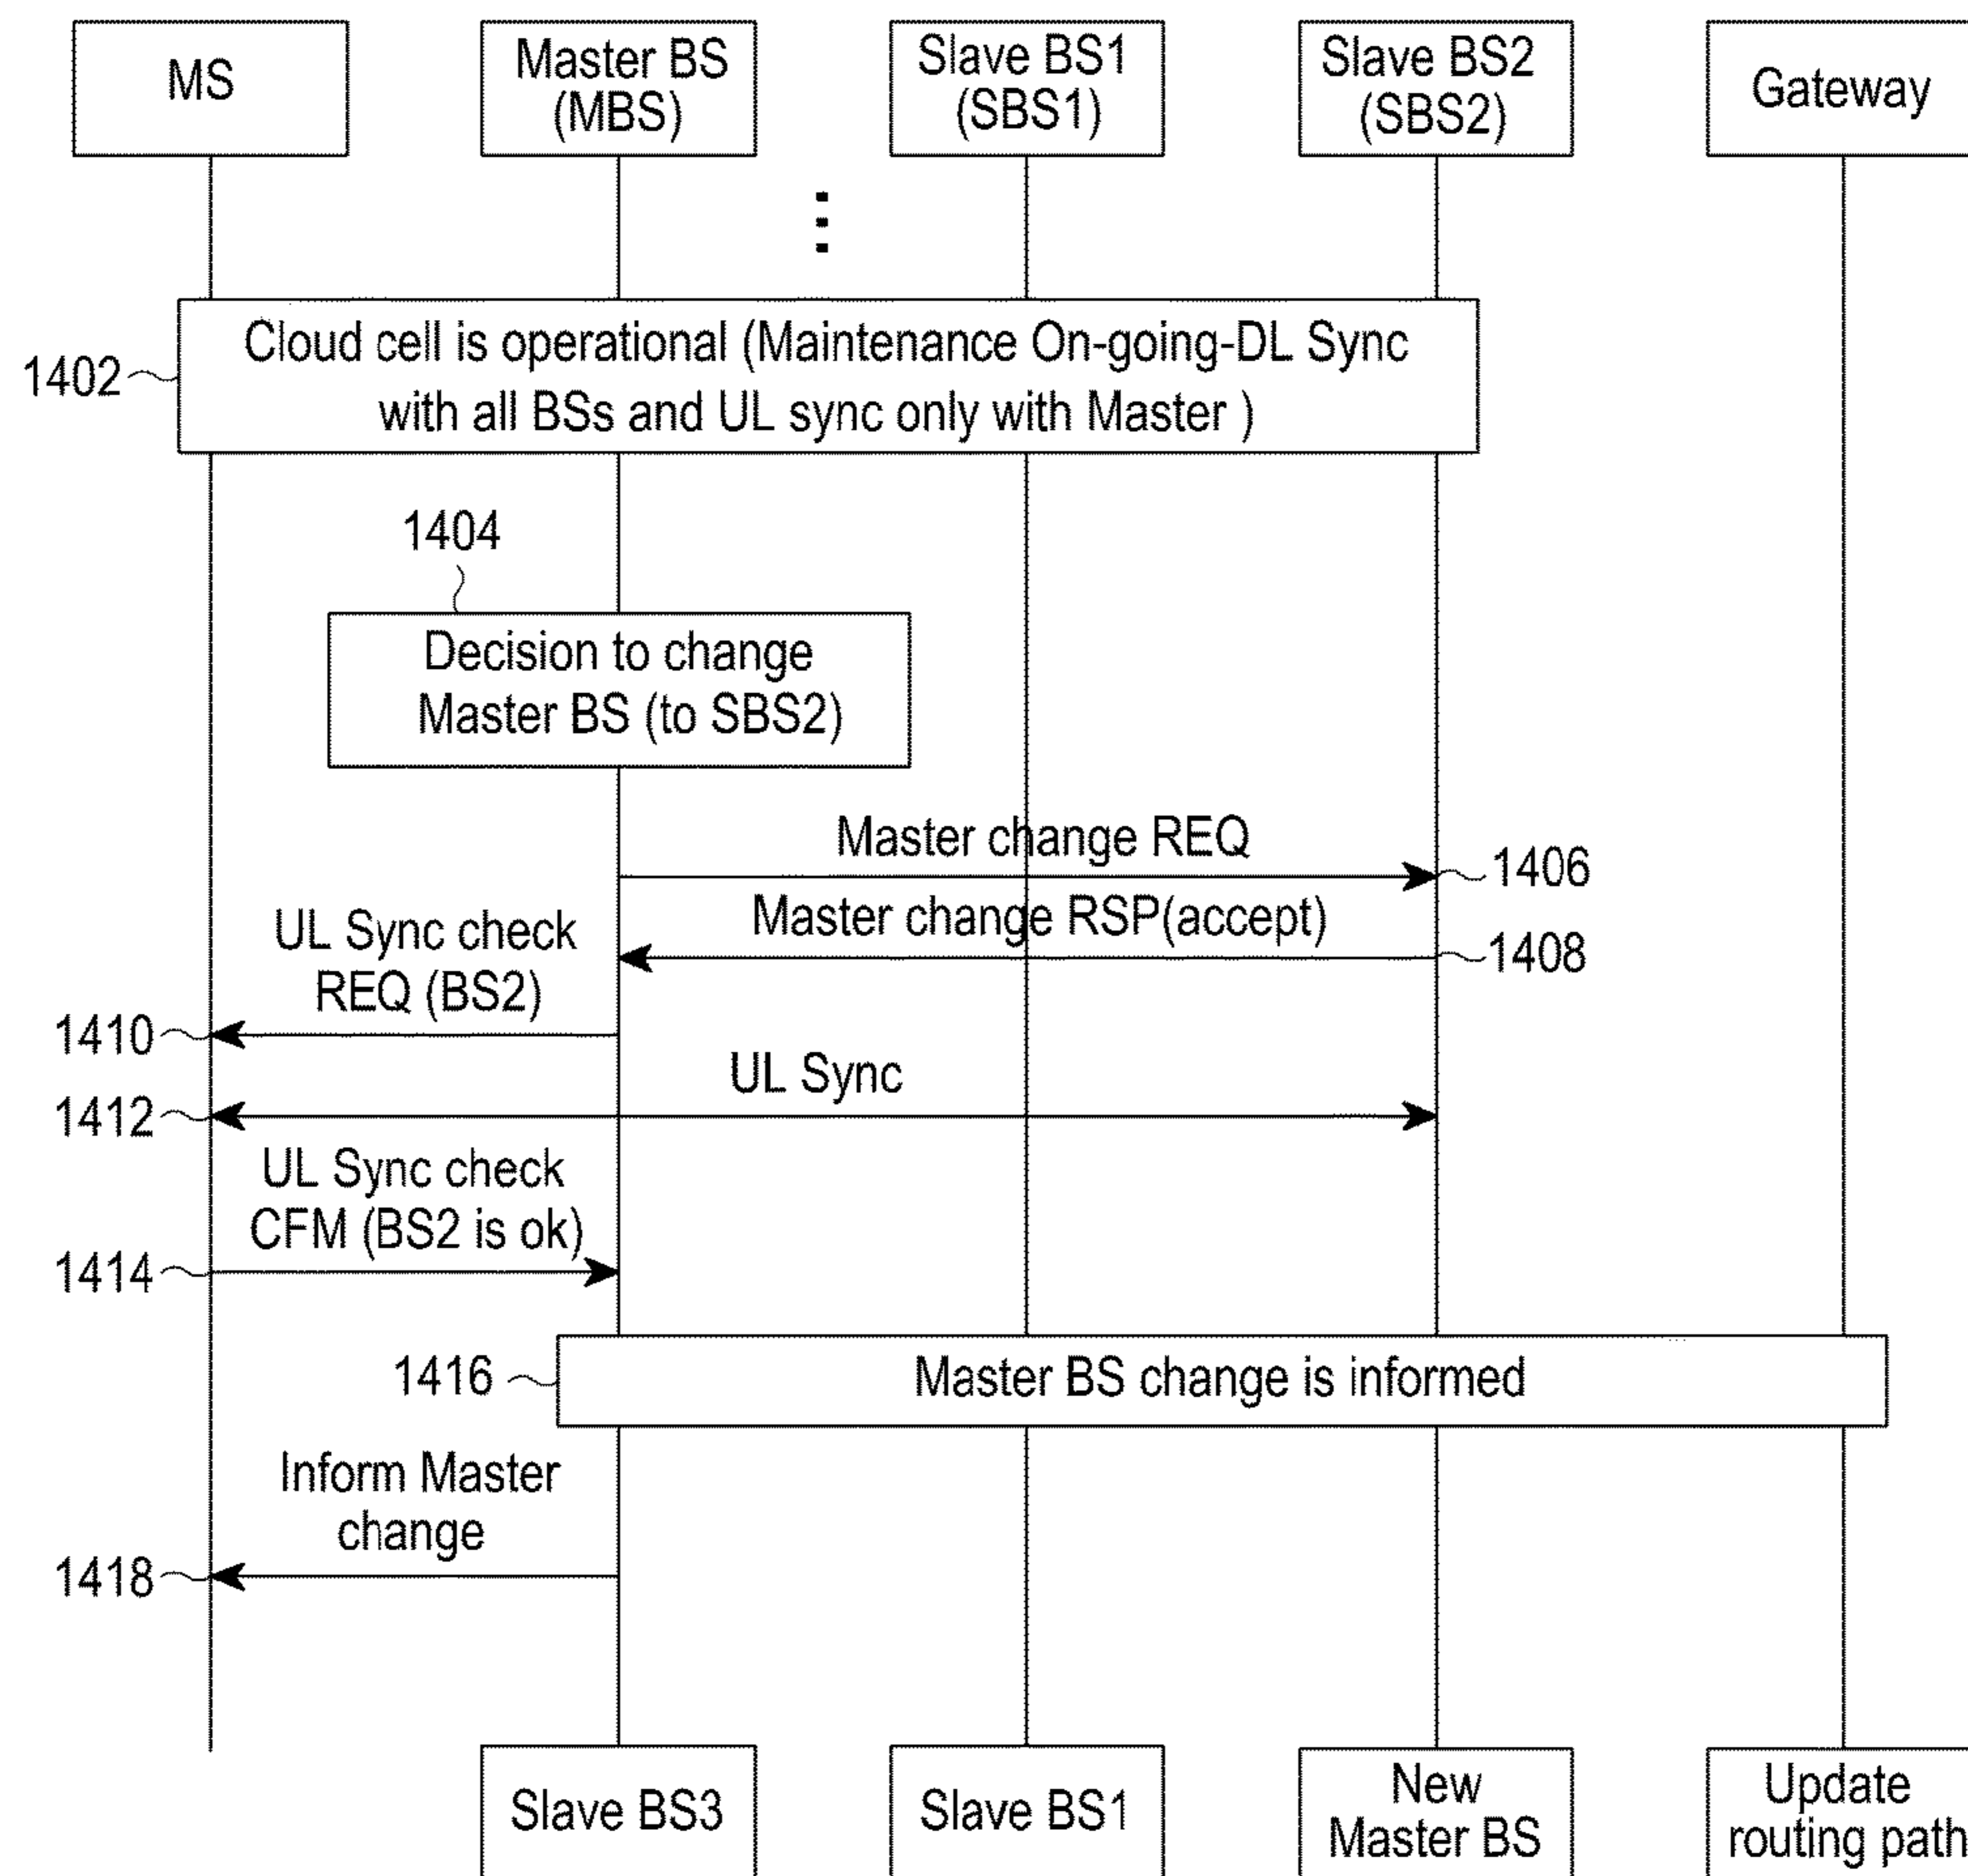 MS
Master BS
(MBS)
Slave BS1
(SBS1)
Slave BS2
(SBS2)
Gateway
1402
Cloud cell is operational (Maintenance On-going-DL Sync
with all BSs and UL sync only with Master )
1404
Decision to change
Master BS (to SBS2)
Master change REQ
1406
Master change RSP(accept)
1408
UL Sync check
REQ (BS2)
1410
UL Sync
1412
UL Sync check
CFM (BS2 is ok)
1414
1416
Master BS change is informed
Inform Master
change
1418
Slave BS3
Slave BS1
New
Master BS
Update
routing path